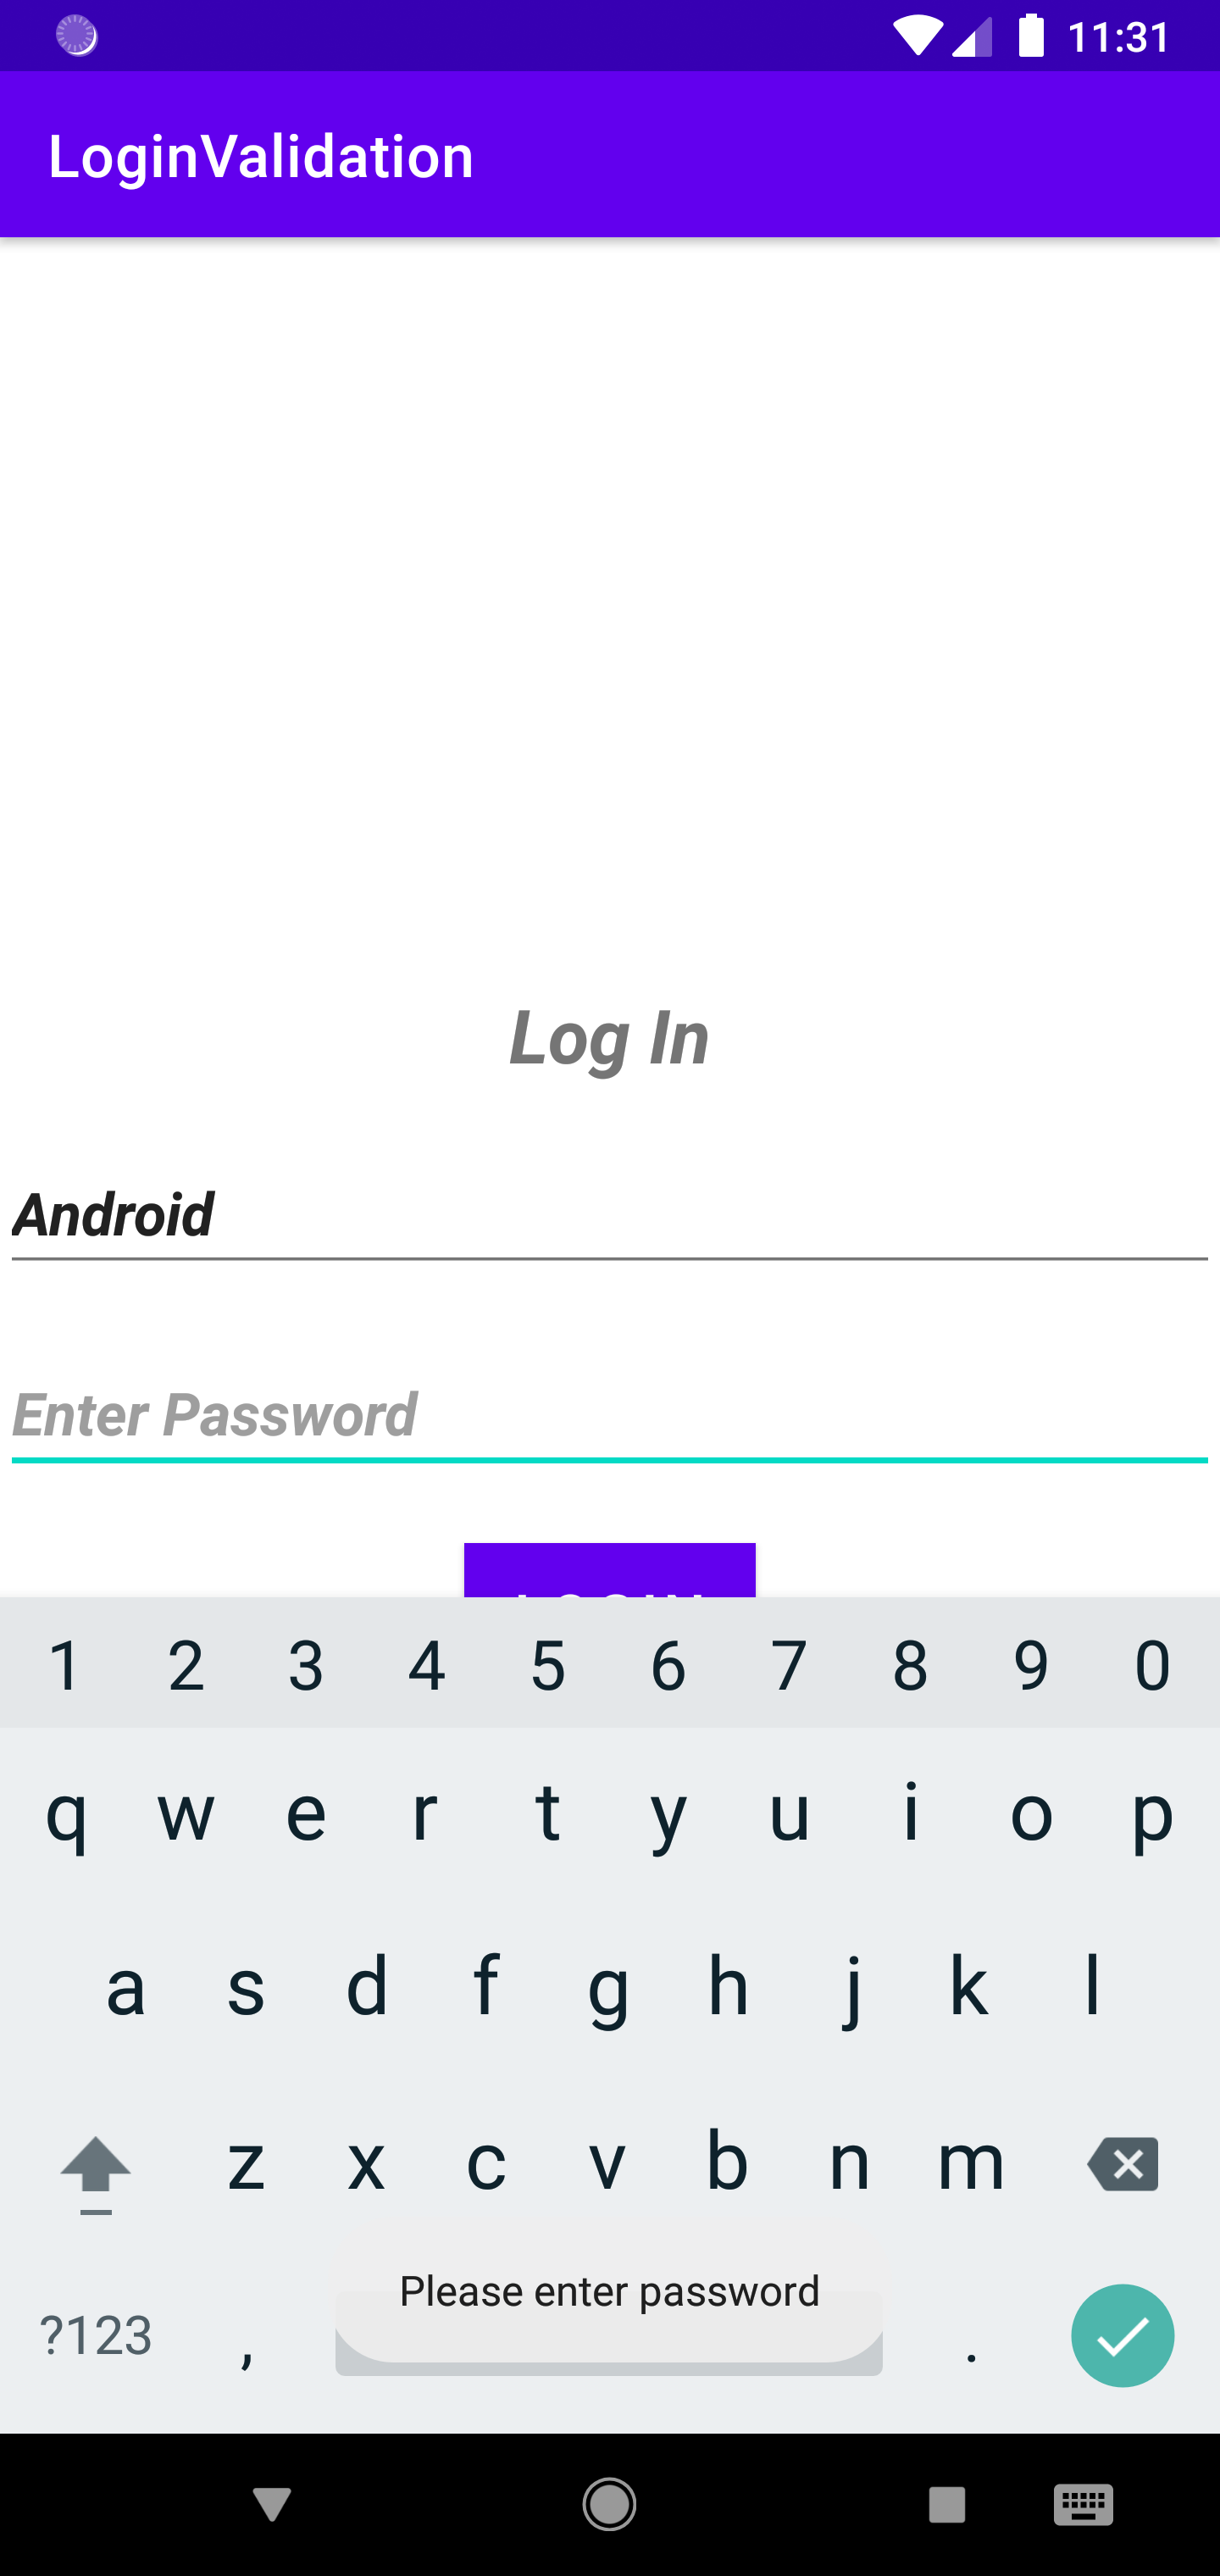 11:31
LoginValidation
Log In
Android
Enter Password
LOGIN
1 2 3 4 5 6 7 8 9 0
q w e r t y u i o p
a s d f g h j k l
z x c v b n m
Please enter password
?123 , .